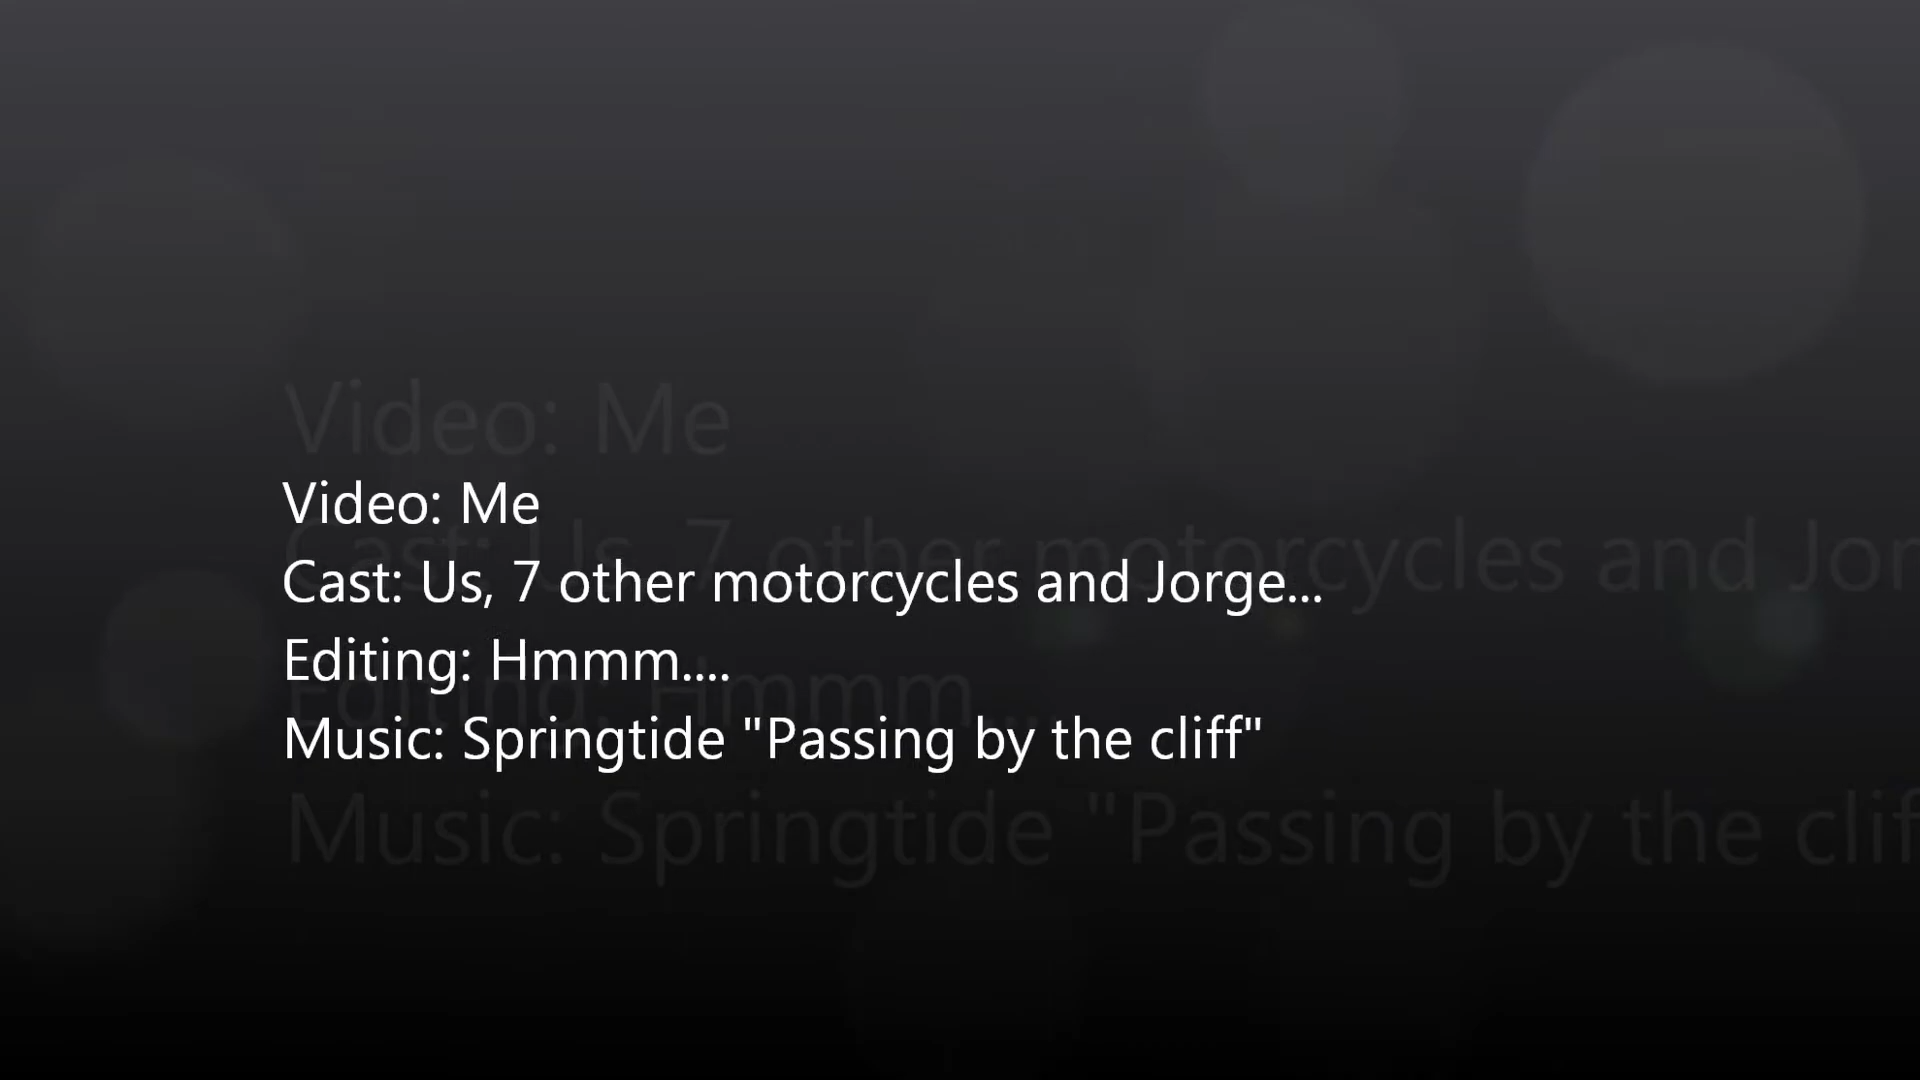 Video: Me
Cast: Us, 7 other motorcycles and Jorge...
Editing: Hmmm....
Music: Springtide "Passing by the cliff"